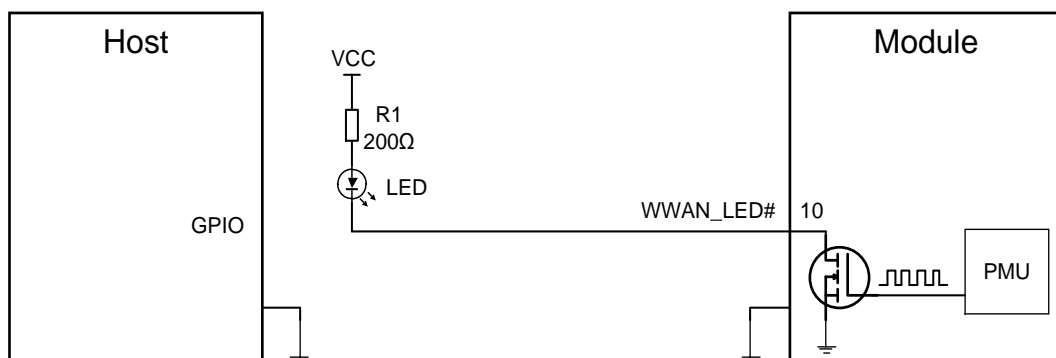 Host
Module
VCC
R1
200Ω
LED
GPIO
WWAN_LED#
10
PMU